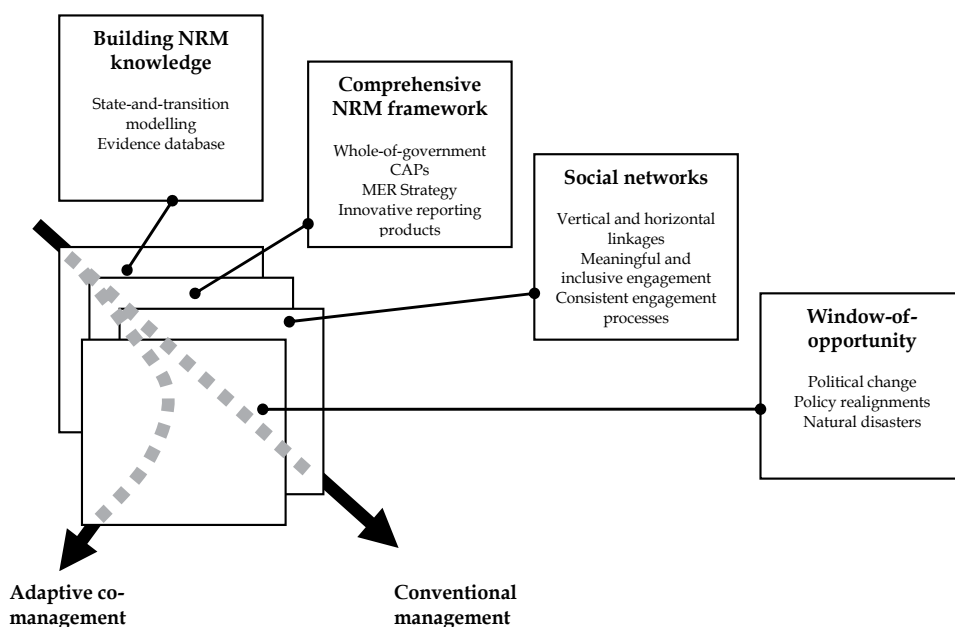 Building NRM
knowledge
State-and-transition
modelling
Evidence database
Comprehensive
NRM framework
Whole-of-government
CAPs
MER Strategy
Innovative reporting
products
Social networks
Vertical and horizontal
linkages
Meaningful and
inclusive engagement
Consistent engagement
processes
Window-of-
opportunity
Political change
Policy realignments
Natural disasters
Adaptive co-
management
Conventional
management